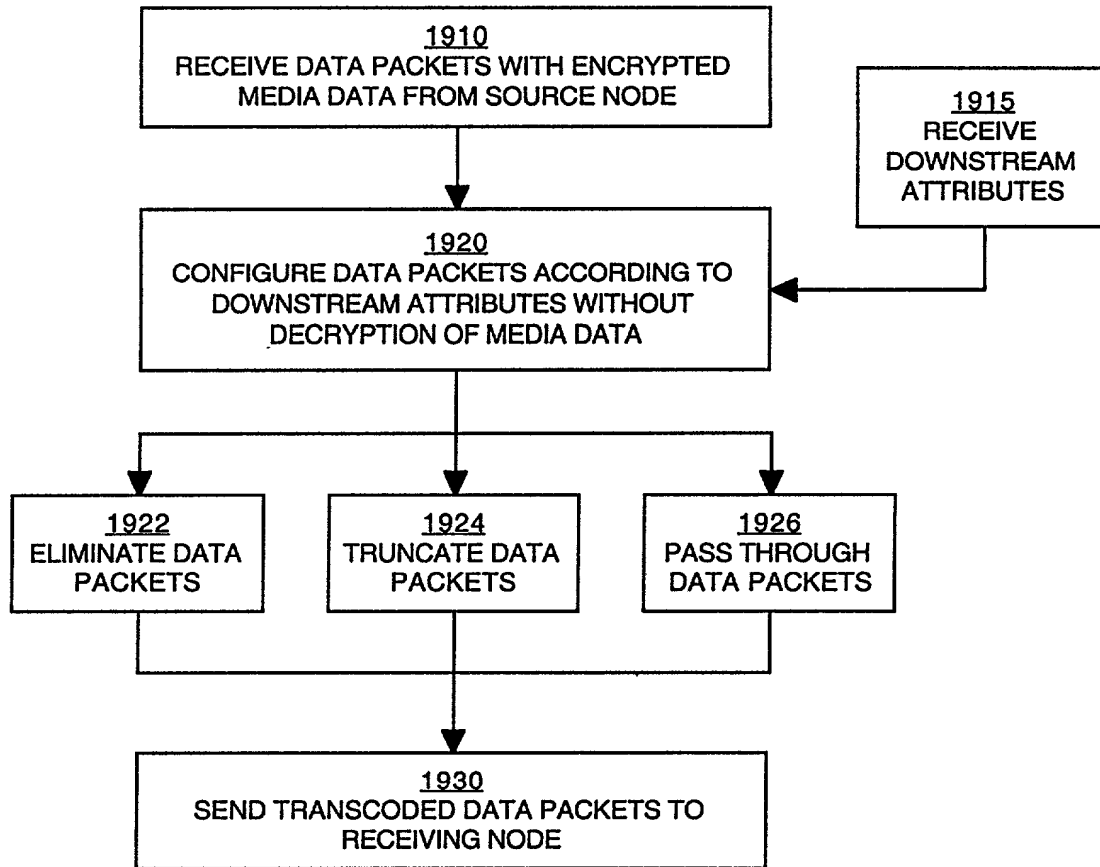 1910
RECEIVE DATA PACKETS WITH ENCRYPTED
MEDIA DATA FROM SOURCE NODE
1915
RECEIVE
DOWNSTREAM
ATTRIBUTES
1920
CONFIGURE DATA PACKETS ACCORDING TO
DOWNSTREAM ATTRIBUTES WITHOUT
DECRYPTION OF MEDIA DATA
1922
ELIMINATE DATA
PACKETS
1924
TRUNCATE DATA
PACKETS
1926
PASS THROUGH
DATA PACKETS
1930
SEND TRANSCODED DATA PACKETS TO
RECEIVING NODE